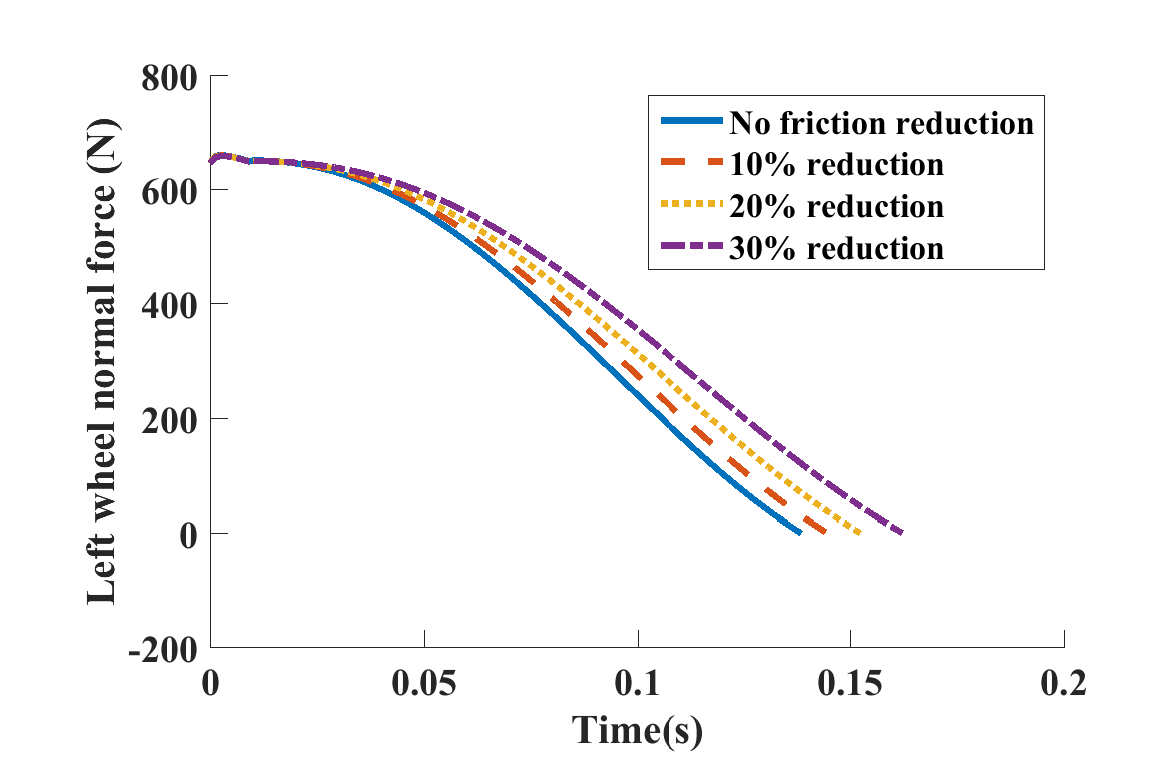 800
600
400
200
0
-200
0
0.05
0.1
0.15
0.2
Left wheel normal force (N)
Time(s)
No friction reduction
10% reduction
20% reduction
30% reduction